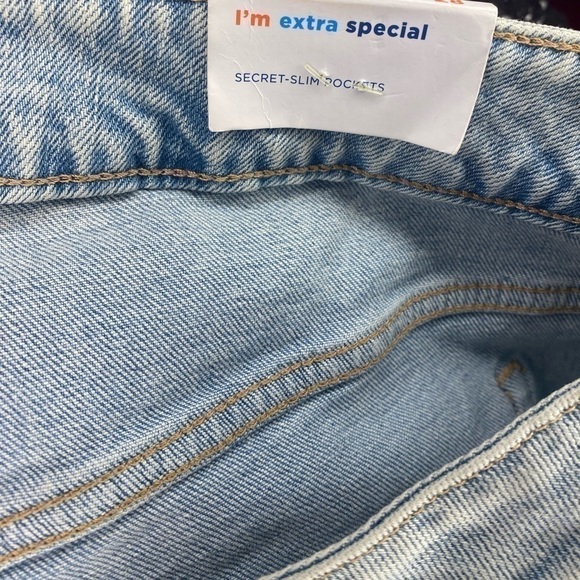 I'm extra special
SECRET-SLIM POCKETS